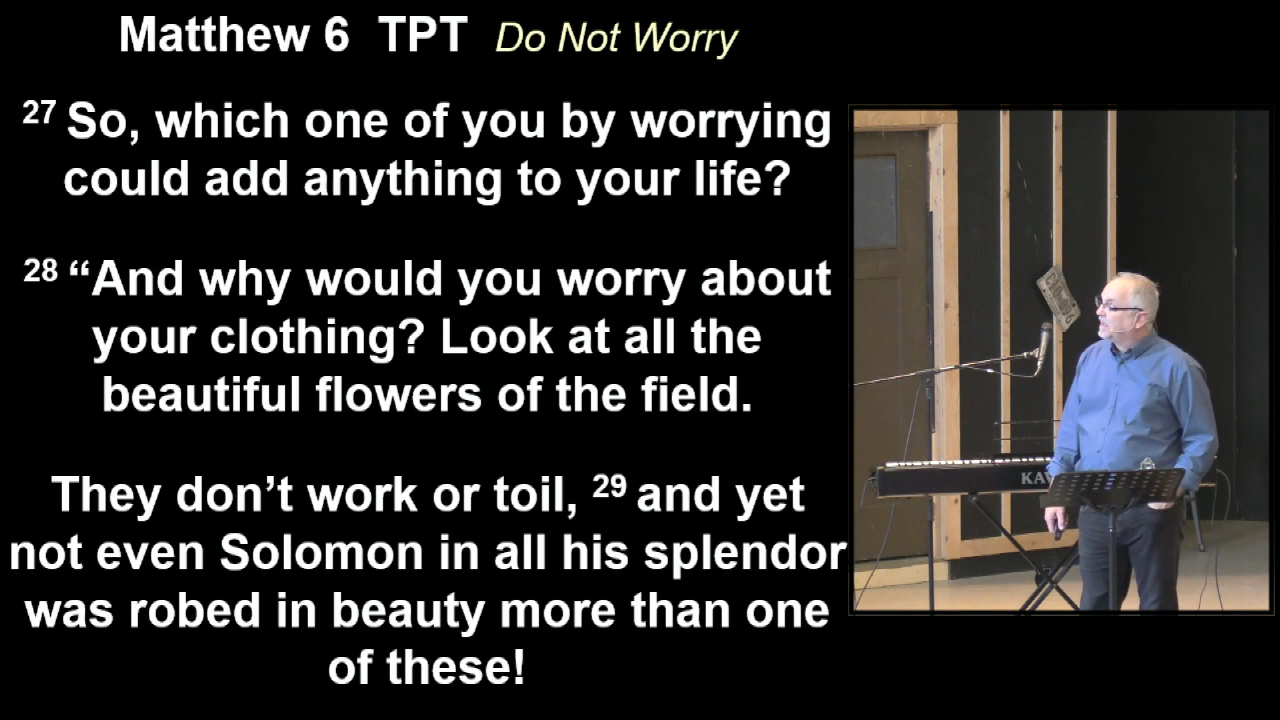 Matthew 6 TPT Do Not Worry
27 So, which one of you by worrying
could add anything to your life?
28 “And why would you worry about
your clothing? Look at all the
beautiful flowers of the field.
They don’t work or toil, 29 and yet
not even Solomon in all his splendor
was robed in beauty more than one
of these!